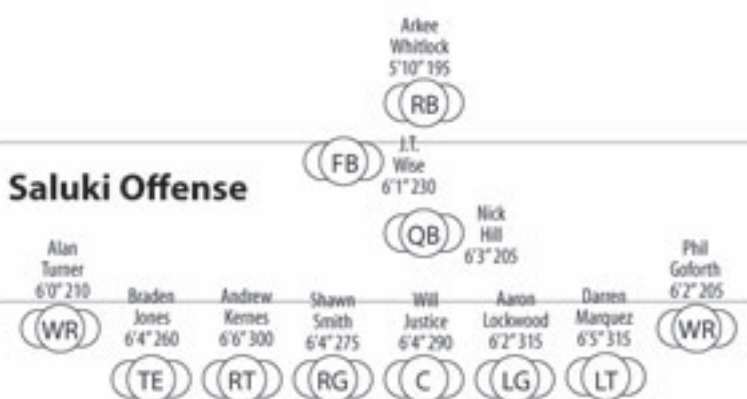 Arkee
Whitlock
5'10" 195
RB
FB
J.T.
Wise
6'1" 230
Saluki Offense
QB
Nick
Hill
6'3" 205
Alan
Turner
6'0" 210
WR
Braden
Jones
6'4" 260
TE
Andrew
Kernes
6'6" 300
RT
Shawn
Smith
6'4" 275
RG
Will
Justice
6'4" 290
C
Aaron
Lockwood
6'2" 315
LG
Darren
Marquez
6'5" 315
LT
Phil
Goforth
6'2" 205
WR